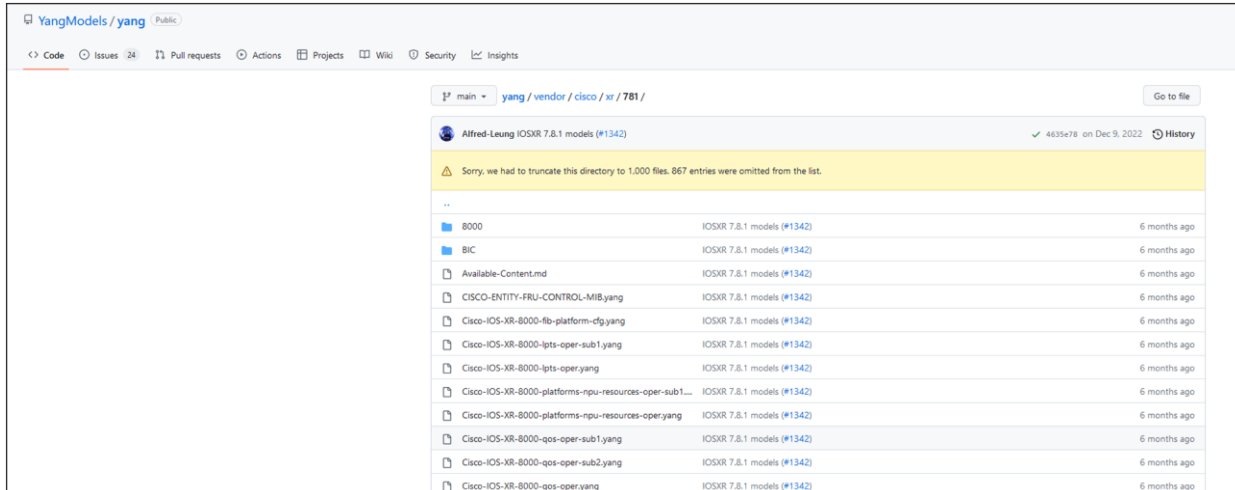 YangModels / yang Public
Code Issues 24 Pull requests Actions Projects Wiki Security Insights
main yang / vendor / cisco / xr / 781 / Go to file
Alfred-Leung IOSXR 7.8.1 models (#1342) 4635e78 on Dec 9, 2022 History
Sorry, we had to truncate this directory to 1,000 files. 867 entries were omitted from the list.
..
8000 IOSXR 7.8.1 models (#1342) 6 months ago
BIC IOSXR 7.8.1 models (#1342) 6 months ago
Available-Content.md IOSXR 7.8.1 models (#1342) 6 months ago
CISCO-ENTITY-FRU-CONTROL-MIB.yang IOSXR 7.8.1 models (#1342) 6 months ago
Cisco-IOS-XR-8000-fib-platform-cfg.yang IOSXR 7.8.1 models (#1342) 6 months ago
Cisco-IOS-XR-8000-lpts-oper-sub1.yang IOSXR 7.8.1 models (#1342) 6 months ago
Cisco-IOS-XR-8000-lpts-oper.yang IOSXR 7.8.1 models (#1342) 6 months ago
Cisco-IOS-XR-8000-platforms-npu-resources-oper-sub1.... IOSXR 7.8.1 models (#1342) 6 months ago
Cisco-IOS-XR-8000-platforms-npu-resources-oper.yang IOSXR 7.8.1 models (#1342) 6 months ago
Cisco-IOS-XR-8000-qos-oper-sub1.yang IOSXR 7.8.1 models (#1342) 6 months ago
Cisco-IOS-XR-8000-qos-oper-sub2.yang IOSXR 7.8.1 models (#1342) 6 months ago
Cisco-IOS-XR-8000-qos-oper.yang IOSXR 7.8.1 models (#1342) 6 months ago